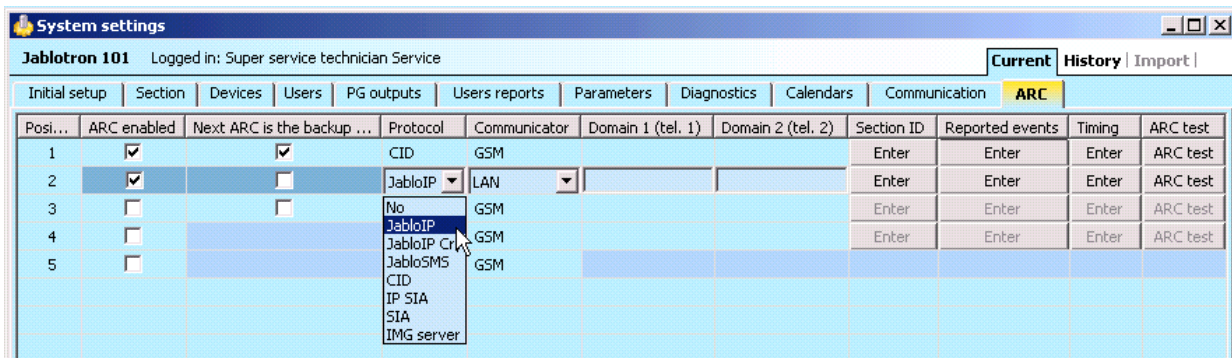 System settings
Jablotron 101 Logged in: Super service technician Service Current History Import
Initial setup Section Devices Users PG outputs Users reports Parameters Diagnostics Calendars Communication ARC
Posi... ARC enabled Next ARC is the backup ... Protocol Communicator Domain 1 (tel. 1) Domain 2 (tel. 2) Section ID Reported events Timing ARC test
1 CID GSM Enter Enter Enter ARC test
2 JabloIP LAN Enter Enter Enter ARC test
3 GSM Enter Enter Enter ARC test
4 GSM Enter Enter Enter ARC test
5 GSM
No
JabloIP
JabloIP Cr
JabloSMS
CID
IP SIA
SIA
IMG server